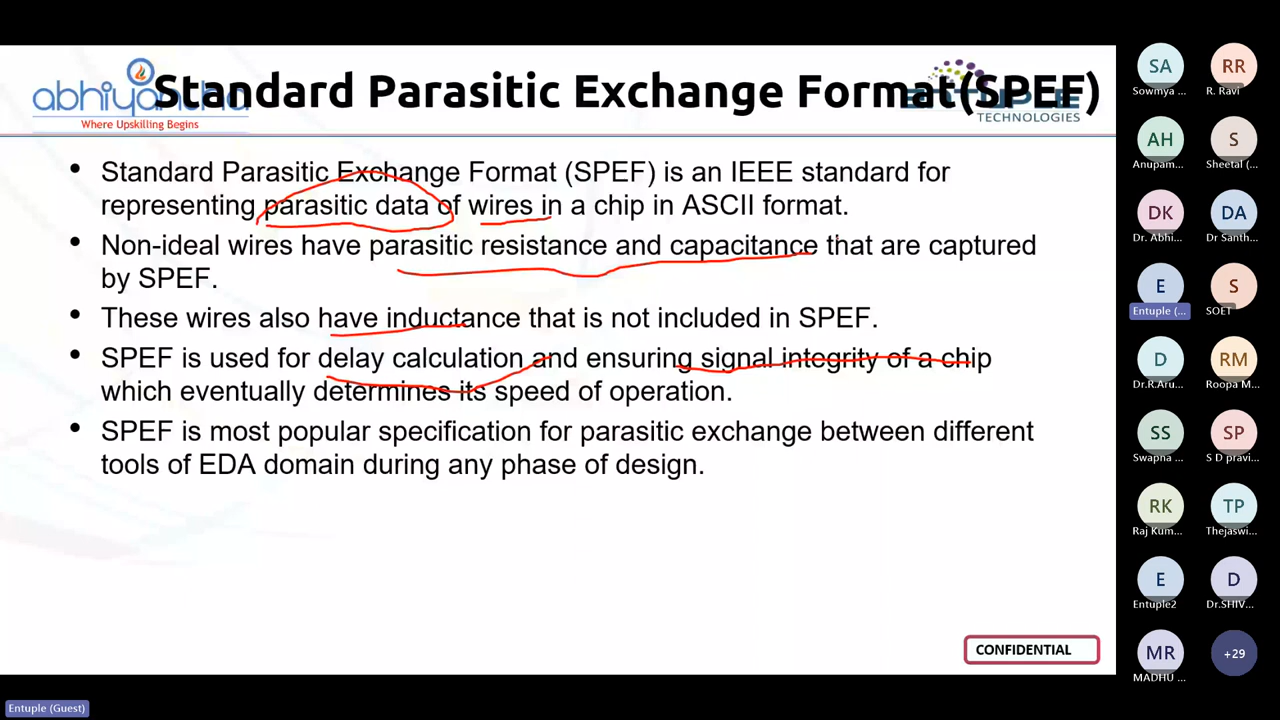 Standard Parasitic Exchange Format(SPEF)
abhiyantha
Where Upskilling Begins
ENTUPLE
TECHNOLOGIES
• Standard Parasitic Exchange Format (SPEF) is an IEEE standard for
representing parasitic data of wires in a chip in ASCII format.
• Non-ideal wires have parasitic resistance and capacitance that are captured
by SPEF.
• These wires also have inductance that is not included in SPEF.
• SPEF is used for delay calculation and ensuring signal integrity of a chip
which eventually determines its speed of operation.
• SPEF is most popular specification for parasitic exchange between different
tools of EDA domain during any phase of design.
CONFIDENTIAL
Entuple (Guest)
SA
RR
Sowmya ...
R. Ravi
AH
S
Anupam...
Sheetal (...
DK
DA
Dr. Abhi...
Dr Santh...
E
S
Entuple (...
SOET
D
RM
Dr.R.Aru...
Roopa M...
SS
SP
Swapna ...
S D pravi...
RK
TP
Raj Kum...
Thejaswi...
E
D
Entuple2
Dr.SHIV...
MR
+29
MADHU ...